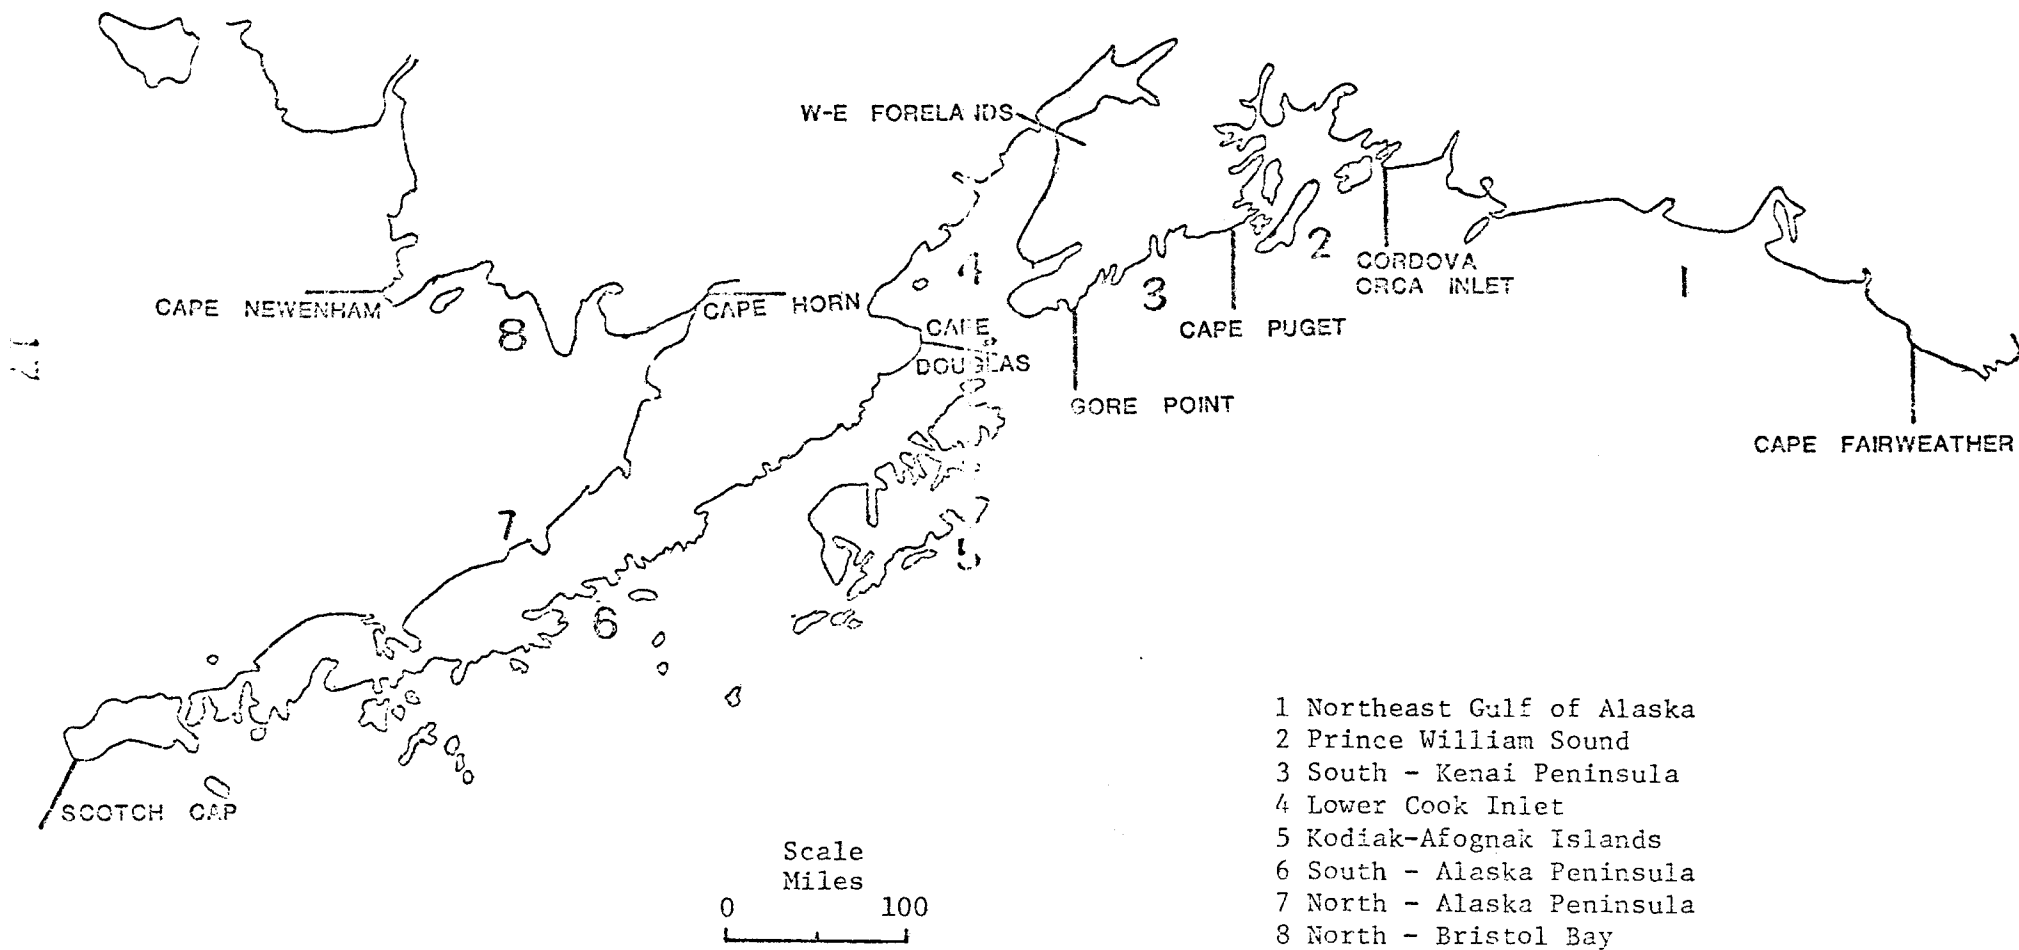 W-E FORELANDS
CAPE NEWENHAM
CAPE HORN
CAPE
DOUGLAS
CORDOVA
ORCA INLET
CAPE PUGET
GORE POINT
CAPE FAIRWEATHER
SCOTCH CAP
1
2
3
4
5
6
7
8
17
Scale
Miles
0 100
1 Northeast Gulf of Alaska
2 Prince William Sound
3 South - Kenai Peninsula
4 Lower Cook Inlet
5 Kodiak-Afognak Islands
6 South - Alaska Peninsula
7 North - Alaska Peninsula
8 North - Bristol Bay